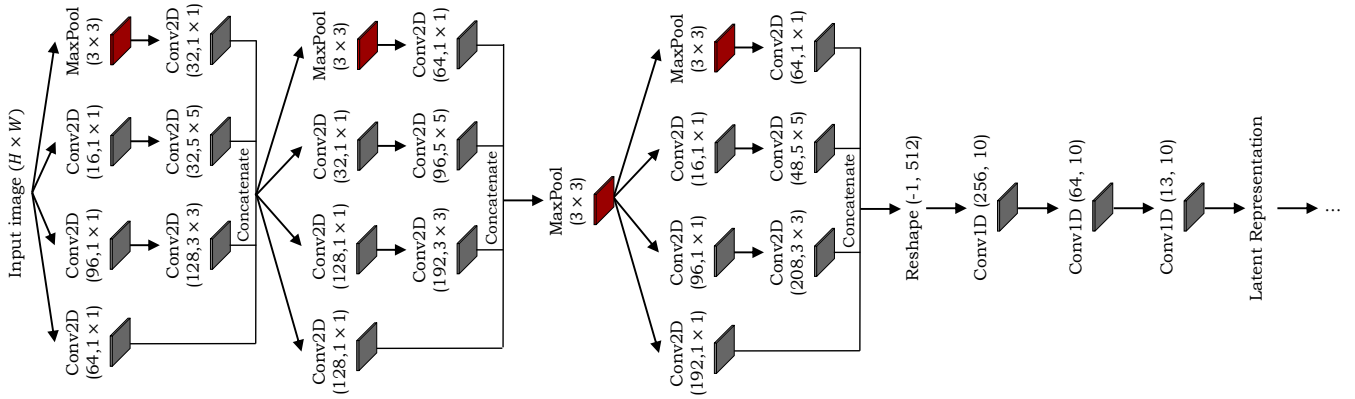 Input image (H × W)
Conv2D
(64,1 × 1)
Conv2D
(96,1 × 1)
Conv2D
(16,1 × 1)
MaxPool
(3 × 3)
Conv2D
(128,3 × 3)
Conv2D
(32,5 × 5)
Conv2D
(32,1 × 1)
Concatenate
Conv2D
(128,1 × 1)
Conv2D
(128,1 × 1)
Conv2D
(32,1 × 1)
MaxPool
(3 × 3)
Conv2D
(192,3 × 3)
Conv2D
(96,5 × 5)
Conv2D
(64,1 × 1)
Concatenate
MaxPool
(3 × 3)
Conv2D
(192,1 × 1)
Conv2D
(96,1 × 1)
Conv2D
(16,1 × 1)
MaxPool
(3 × 3)
Conv2D
(208,3 × 3)
Conv2D
(48,5 × 5)
Conv2D
(64,1 × 1)
Concatenate
Reshape (-1, 512)
Conv1D (256, 10)
Conv1D (64, 10)
Conv1D (13, 10)
Latent Representation
...